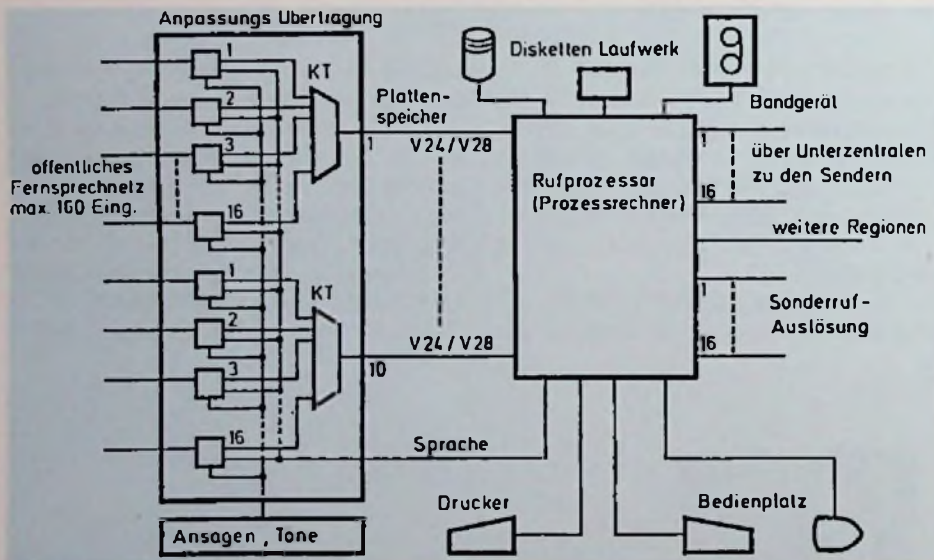 Anpassungs Ubertragung
1
2
3
16
KT
1
2
3
16
KT
offentliches
Fernsprechnetz
max. 160 Eing.
Ansagen, Tone
Platten-
speicher
1
V24/V28
V24/V28
10
Sprache
Disketten Laufwerk
Bandgerät
Rufprozessor
(Prozessrechner)
1
über Unterzentralen
zu den Sendern
16
weitere Regionen
1
Sonderruf-
Auslösung
16
Drucker
Bedienplatz